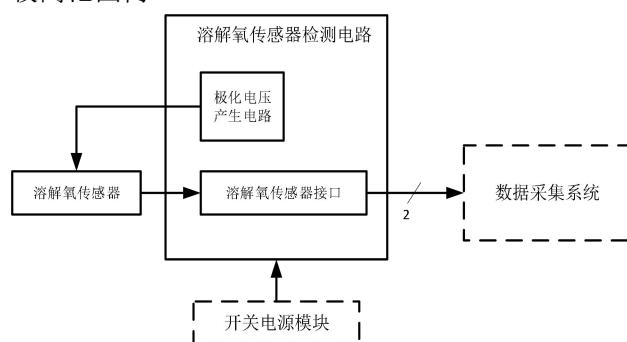 溶解氧传感器检测电路
极化电压
产生电路
溶解氧传感器
溶解氧传感器接口
2
数据采集系统
开关电源模块